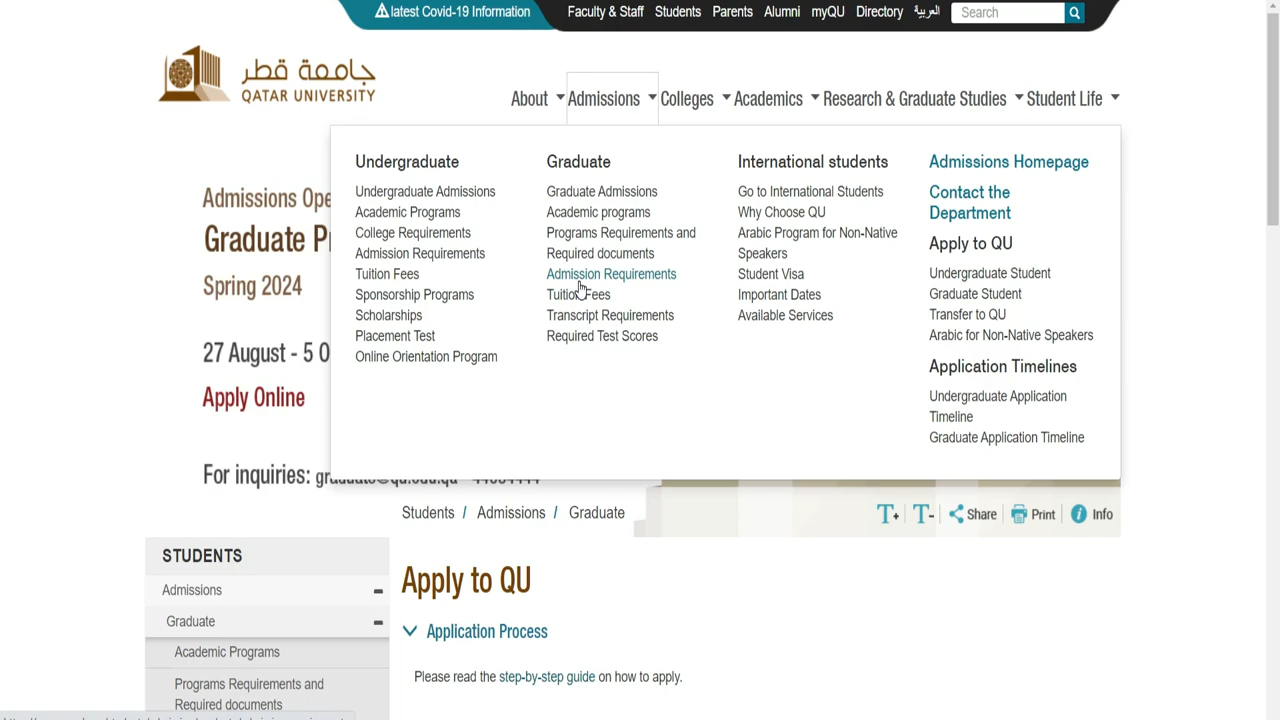 latest Covid-19 Information
Faculty & Staff Students Parents Alumni myQU Directory العربية Search
جامعة قطر
QATAR UNIVERSITY
About Admissions Colleges Academics Research & Graduate Studies Student Life
Undergraduate
Undergraduate Admissions
Academic Programs
College Requirements
Admission Requirements
Tuition Fees
Sponsorship Programs
Scholarships
Placement Test
Online Orientation Program
Graduate
Graduate Admissions
Academic programs
Programs Requirements and
Required documents
Admission Requirements
Tuition Fees
Transcript Requirements
Required Test Scores
International students
Go to International Students
Why Choose QU
Arabic Program for Non-Native
Speakers
Student Visa
Important Dates
Available Services
Admissions Homepage
Contact the
Department
Apply to QU
Undergraduate Student
Graduate Student
Transfer to QU
Arabic for Non-Native Speakers
Application Timelines
Undergraduate Application
Timeline
Graduate Application Timeline
Admissions Ope
Graduate P
Spring 2024
27 August - 5 O
Apply Online
For inquiries:
Students / Admissions / Graduate
T+ T- Share Print Info
STUDENTS
Admissions
Graduate
Academic Programs
Programs Requirements and
Required documents
Apply to QU
Application Process
Please read the step-by-step guide on how to apply.